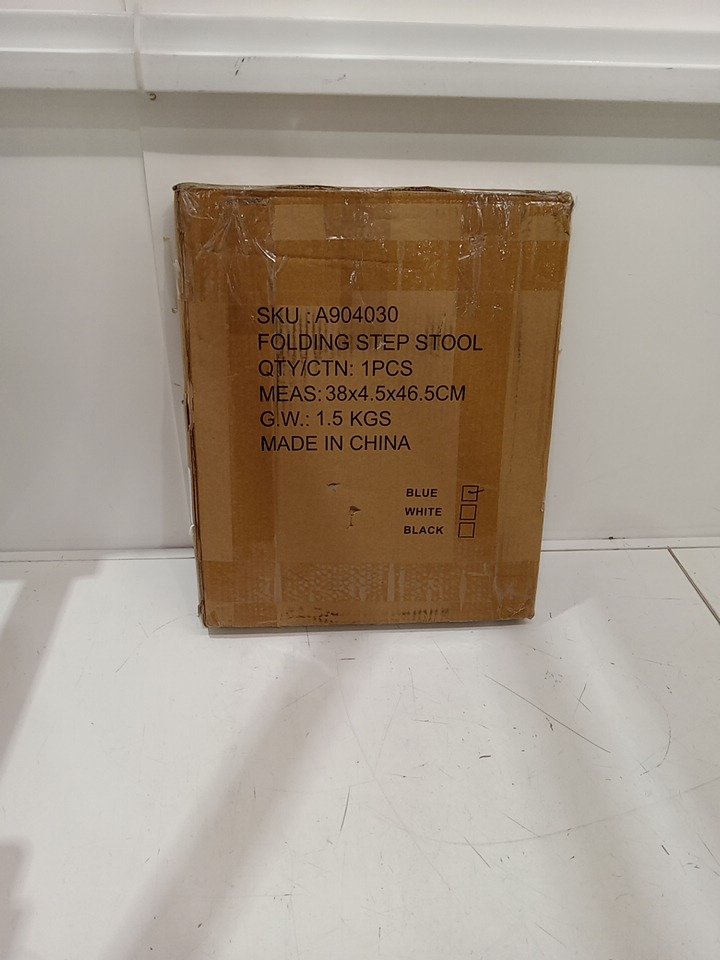 SKU : A904030
FOLDING STEP STOOL
QTY/CTN: 1PCS
MEAS: 38x4.5x46.5CM
G.W.: 1.5 KGS
MADE IN CHINA
BLUE
WHITE
BLACK